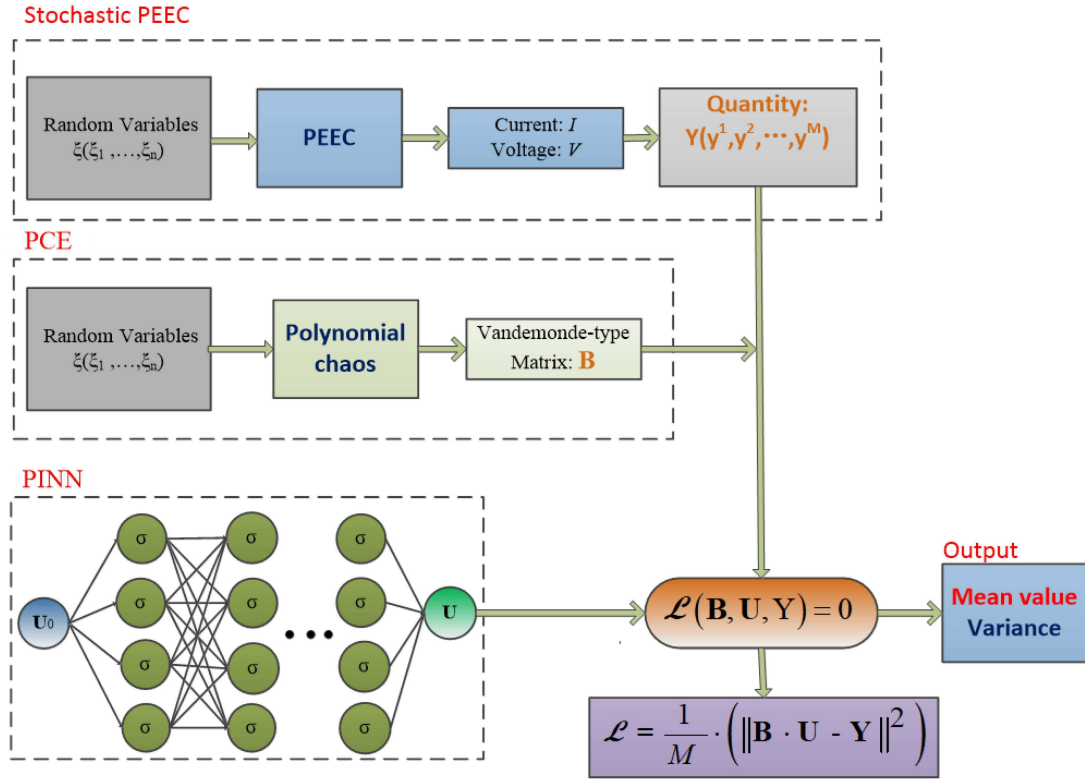 Stochastic PEEC
Random Variables
ξ(ξ₁ ,...,ξₙ)
PEEC
Current: I
Voltage: V
Quantity:
Y(y¹,y²,···,yᴹ)
PCE
Random Variables
ξ(ξ₁ ,...,ξₙ)
Polynomial
chaos
Vandemonde-type
Matrix: B
PINN
U₀
σ
σ
σ
σ
σ
σ
σ
σ
σ
σ
σ
σ
U
ℒ(B, U, Y) = 0
Output
Mean value
Variance
ℒ = 1/M · (‖B · U - Y‖²)